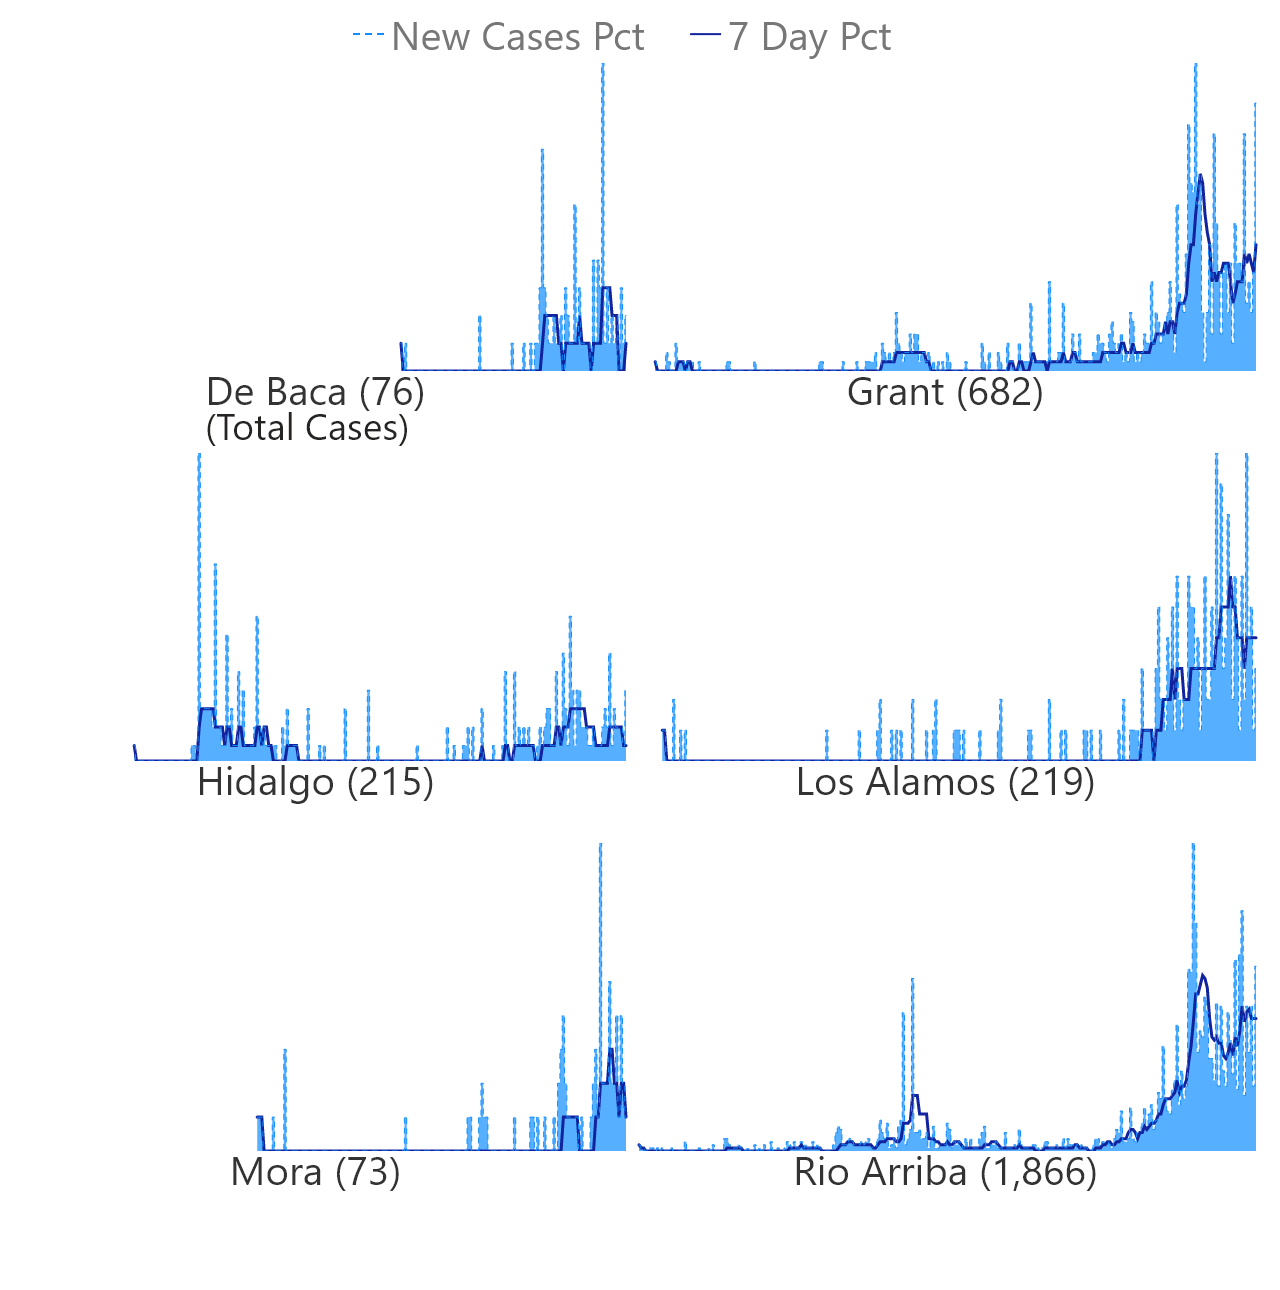 New Cases Pct 7 Day Pct
De Baca (76) Grant (682)
(Total Cases)
Hidalgo (215) Los Alamos (219)
Mora (73) Rio Arriba (1,866)